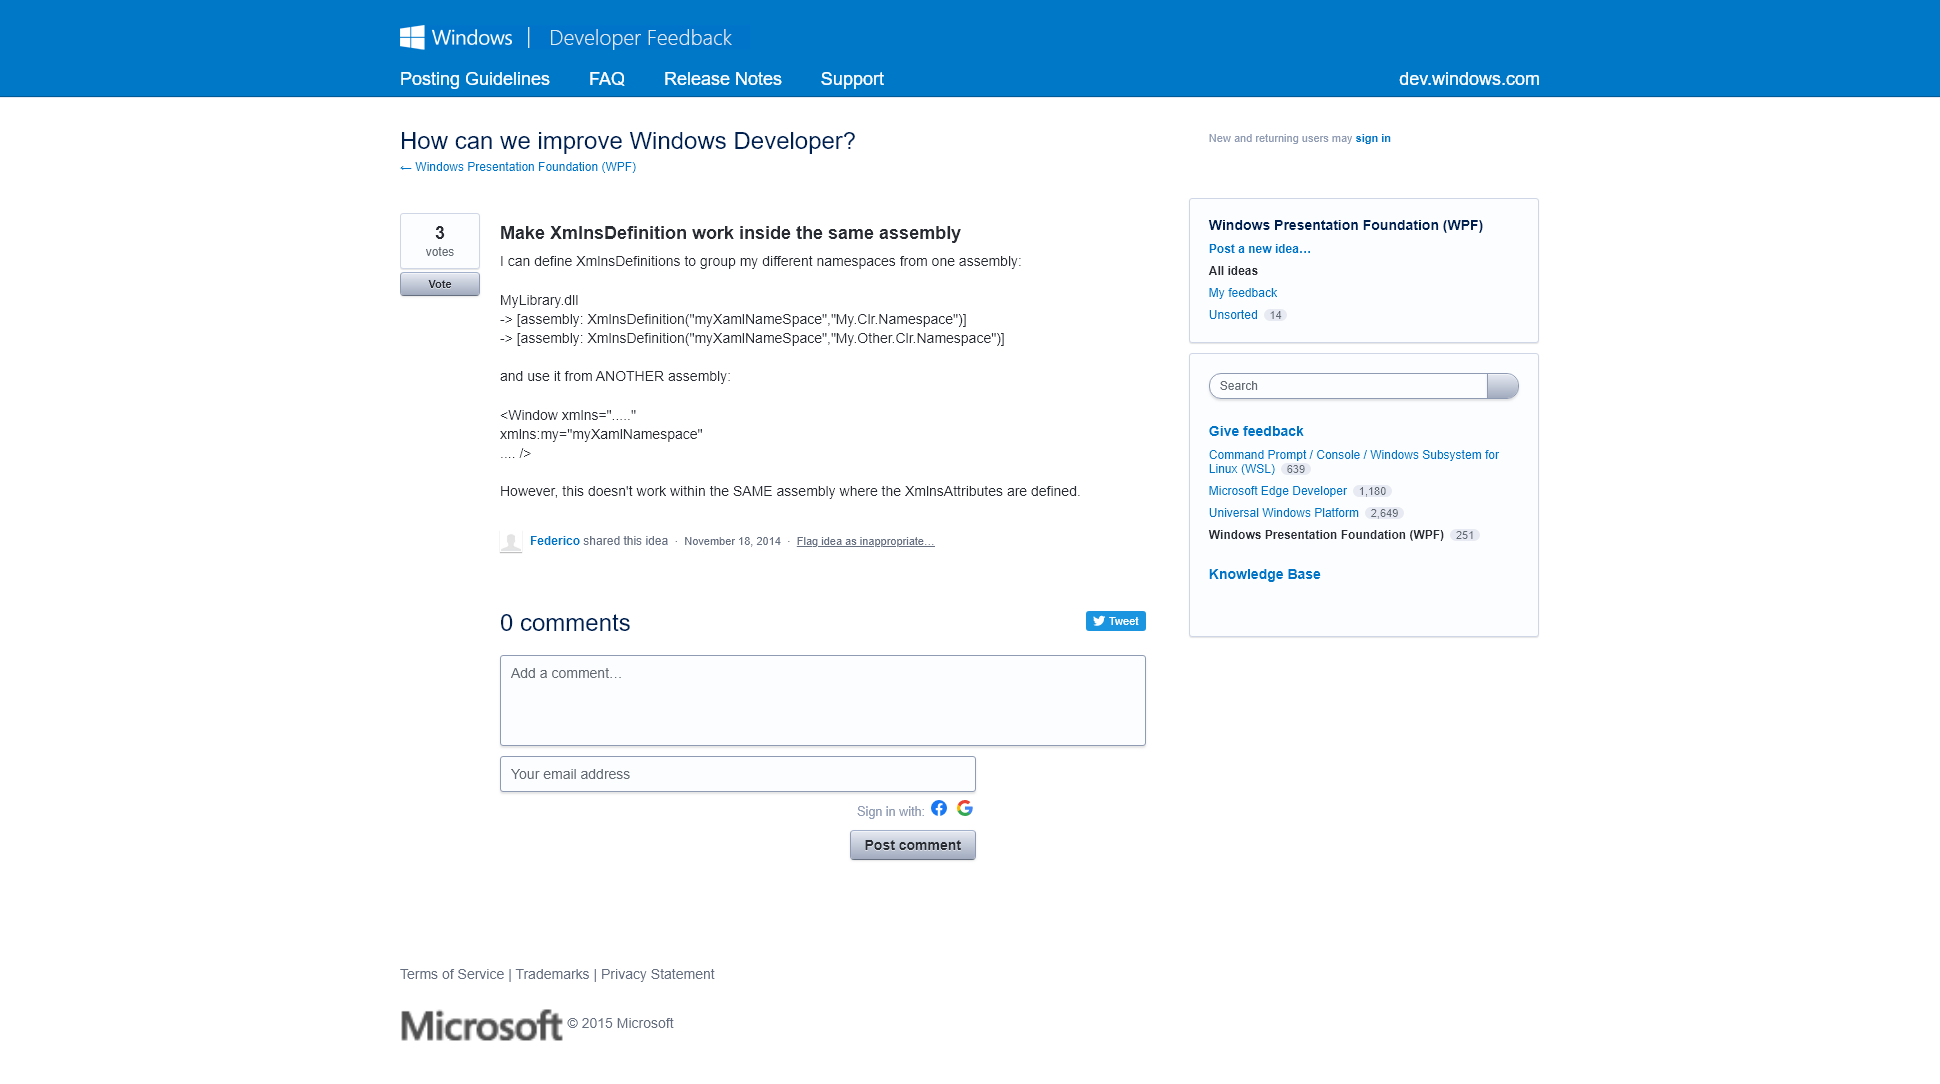 Windows | Developer Feedback
Posting Guidelines FAQ Release Notes Support dev.windows.com
How can we improve Windows Developer?
← Windows Presentation Foundation (WPF)
New and returning users may sign in
3
votes
Vote
Make XmlnsDefinition work inside the same assembly
I can define XmlnsDefinitions to group my different namespaces from one assembly:
MyLibrary.dll
-> [assembly: XmlnsDefinition("myXamlNameSpace","My.Clr.Namespace")]
-> [assembly: XmlnsDefinition("myXamlNameSpace","My.Other.Clr.Namespace")]
and use it from ANOTHER assembly:
<Window xmlns="....."
xmlns:my="myXamlNamespace"
.... />
However, this doesn't work within the SAME assembly where the XmlnsAttributes are defined.
Federico shared this idea · November 18, 2014 · Flag idea as inappropriate…
0 comments
Tweet
Add a comment…
Your email address
Sign in with:
Post comment
Windows Presentation Foundation (WPF)
Post a new idea…
All ideas
My feedback
Unsorted 14
Search
Give feedback
Command Prompt / Console / Windows Subsystem for
Linux (WSL) 639
Microsoft Edge Developer 1,180
Universal Windows Platform 2,649
Windows Presentation Foundation (WPF) 251
Knowledge Base
Terms of Service | Trademarks | Privacy Statement
Microsoft © 2015 Microsoft